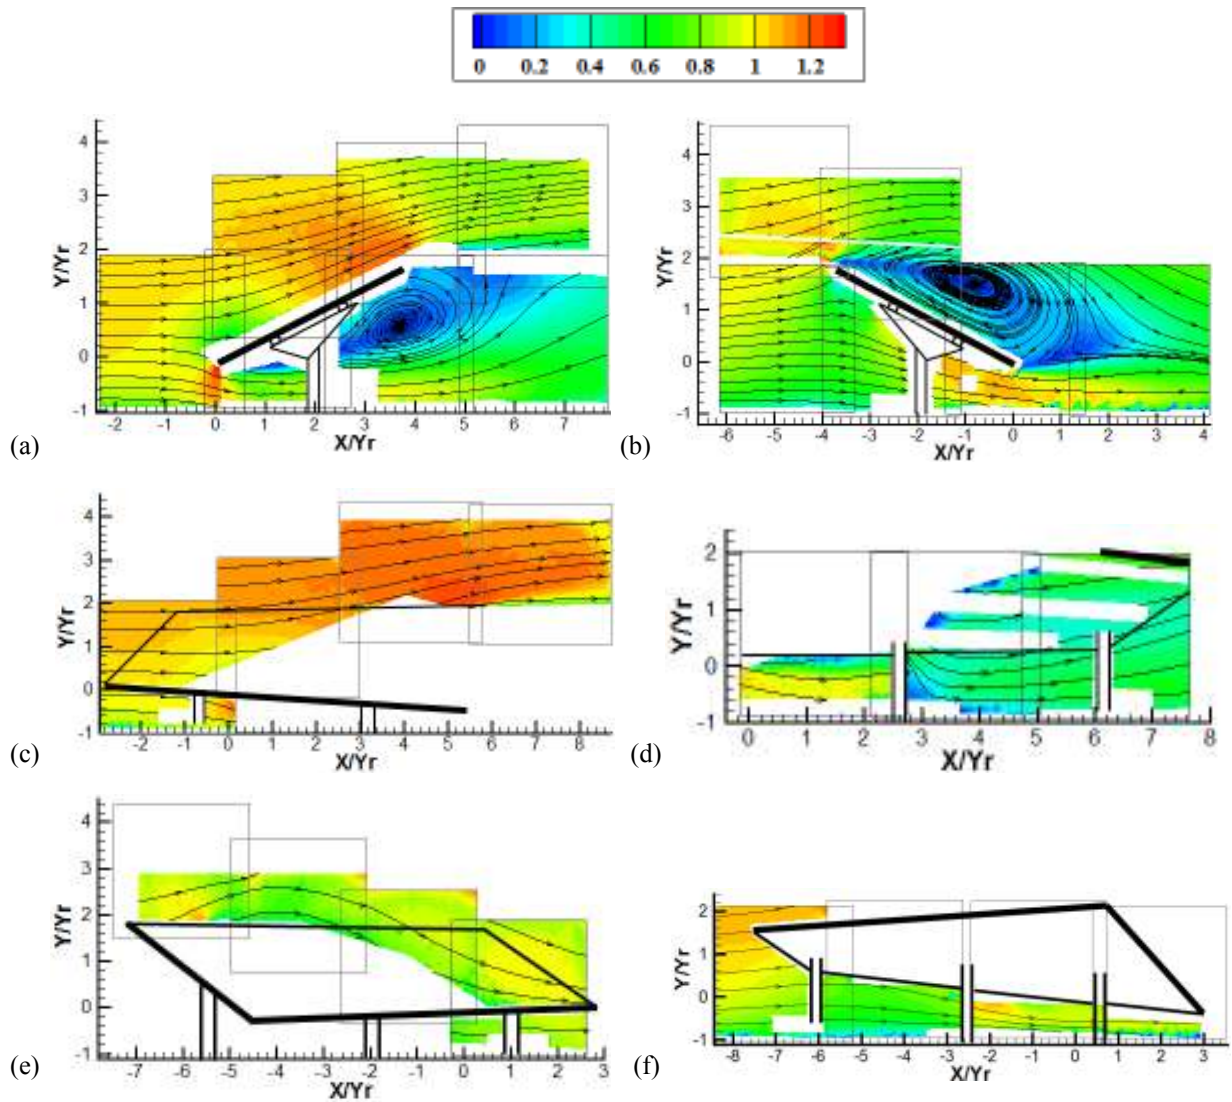 0 0.2 0.4 0.6 0.8 1 1.2
4
3
2
1
0
-1
Y/Yr
-2 -1 0 1 2 3 4 5 6 7
X/Yr
(a)
4
3
2
1
0
-1
Y/Yr
-6 -5 -4 -3 -2 -1 0 1 2 3 4
X/Yr
(b)
4
3
2
1
0
-1
Y/Yr
-2 -1 0 1 2 3 4 5 6 7 8
X/Yr
(c)
2
1
0
-1
Y/Yr
0 1 2 3 4 5 6 7 8
X/Yr
(d)
4
3
2
1
0
-1
Y/Yr
-7 -6 -5 -4 -3 -2 -1 0 1 2 3
X/Yr
(e)
2
1
0
-1
Y/Yr
-8 -7 -6 -5 -4 -3 -2 -1 0 1 2 3
X/Yr
(f)